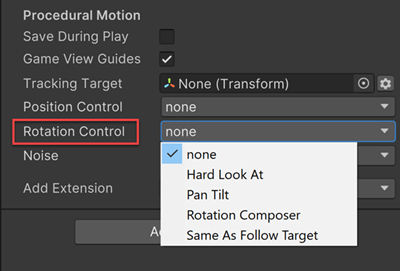 Procedural Motion
Save During Play
Game View Guides
Tracking Target None (Transform)
Position Control none
Rotation Control none
Noise none
Hard Look At
Add Extension Pan Tilt
Rotation Composer
Same As Follow Target
A